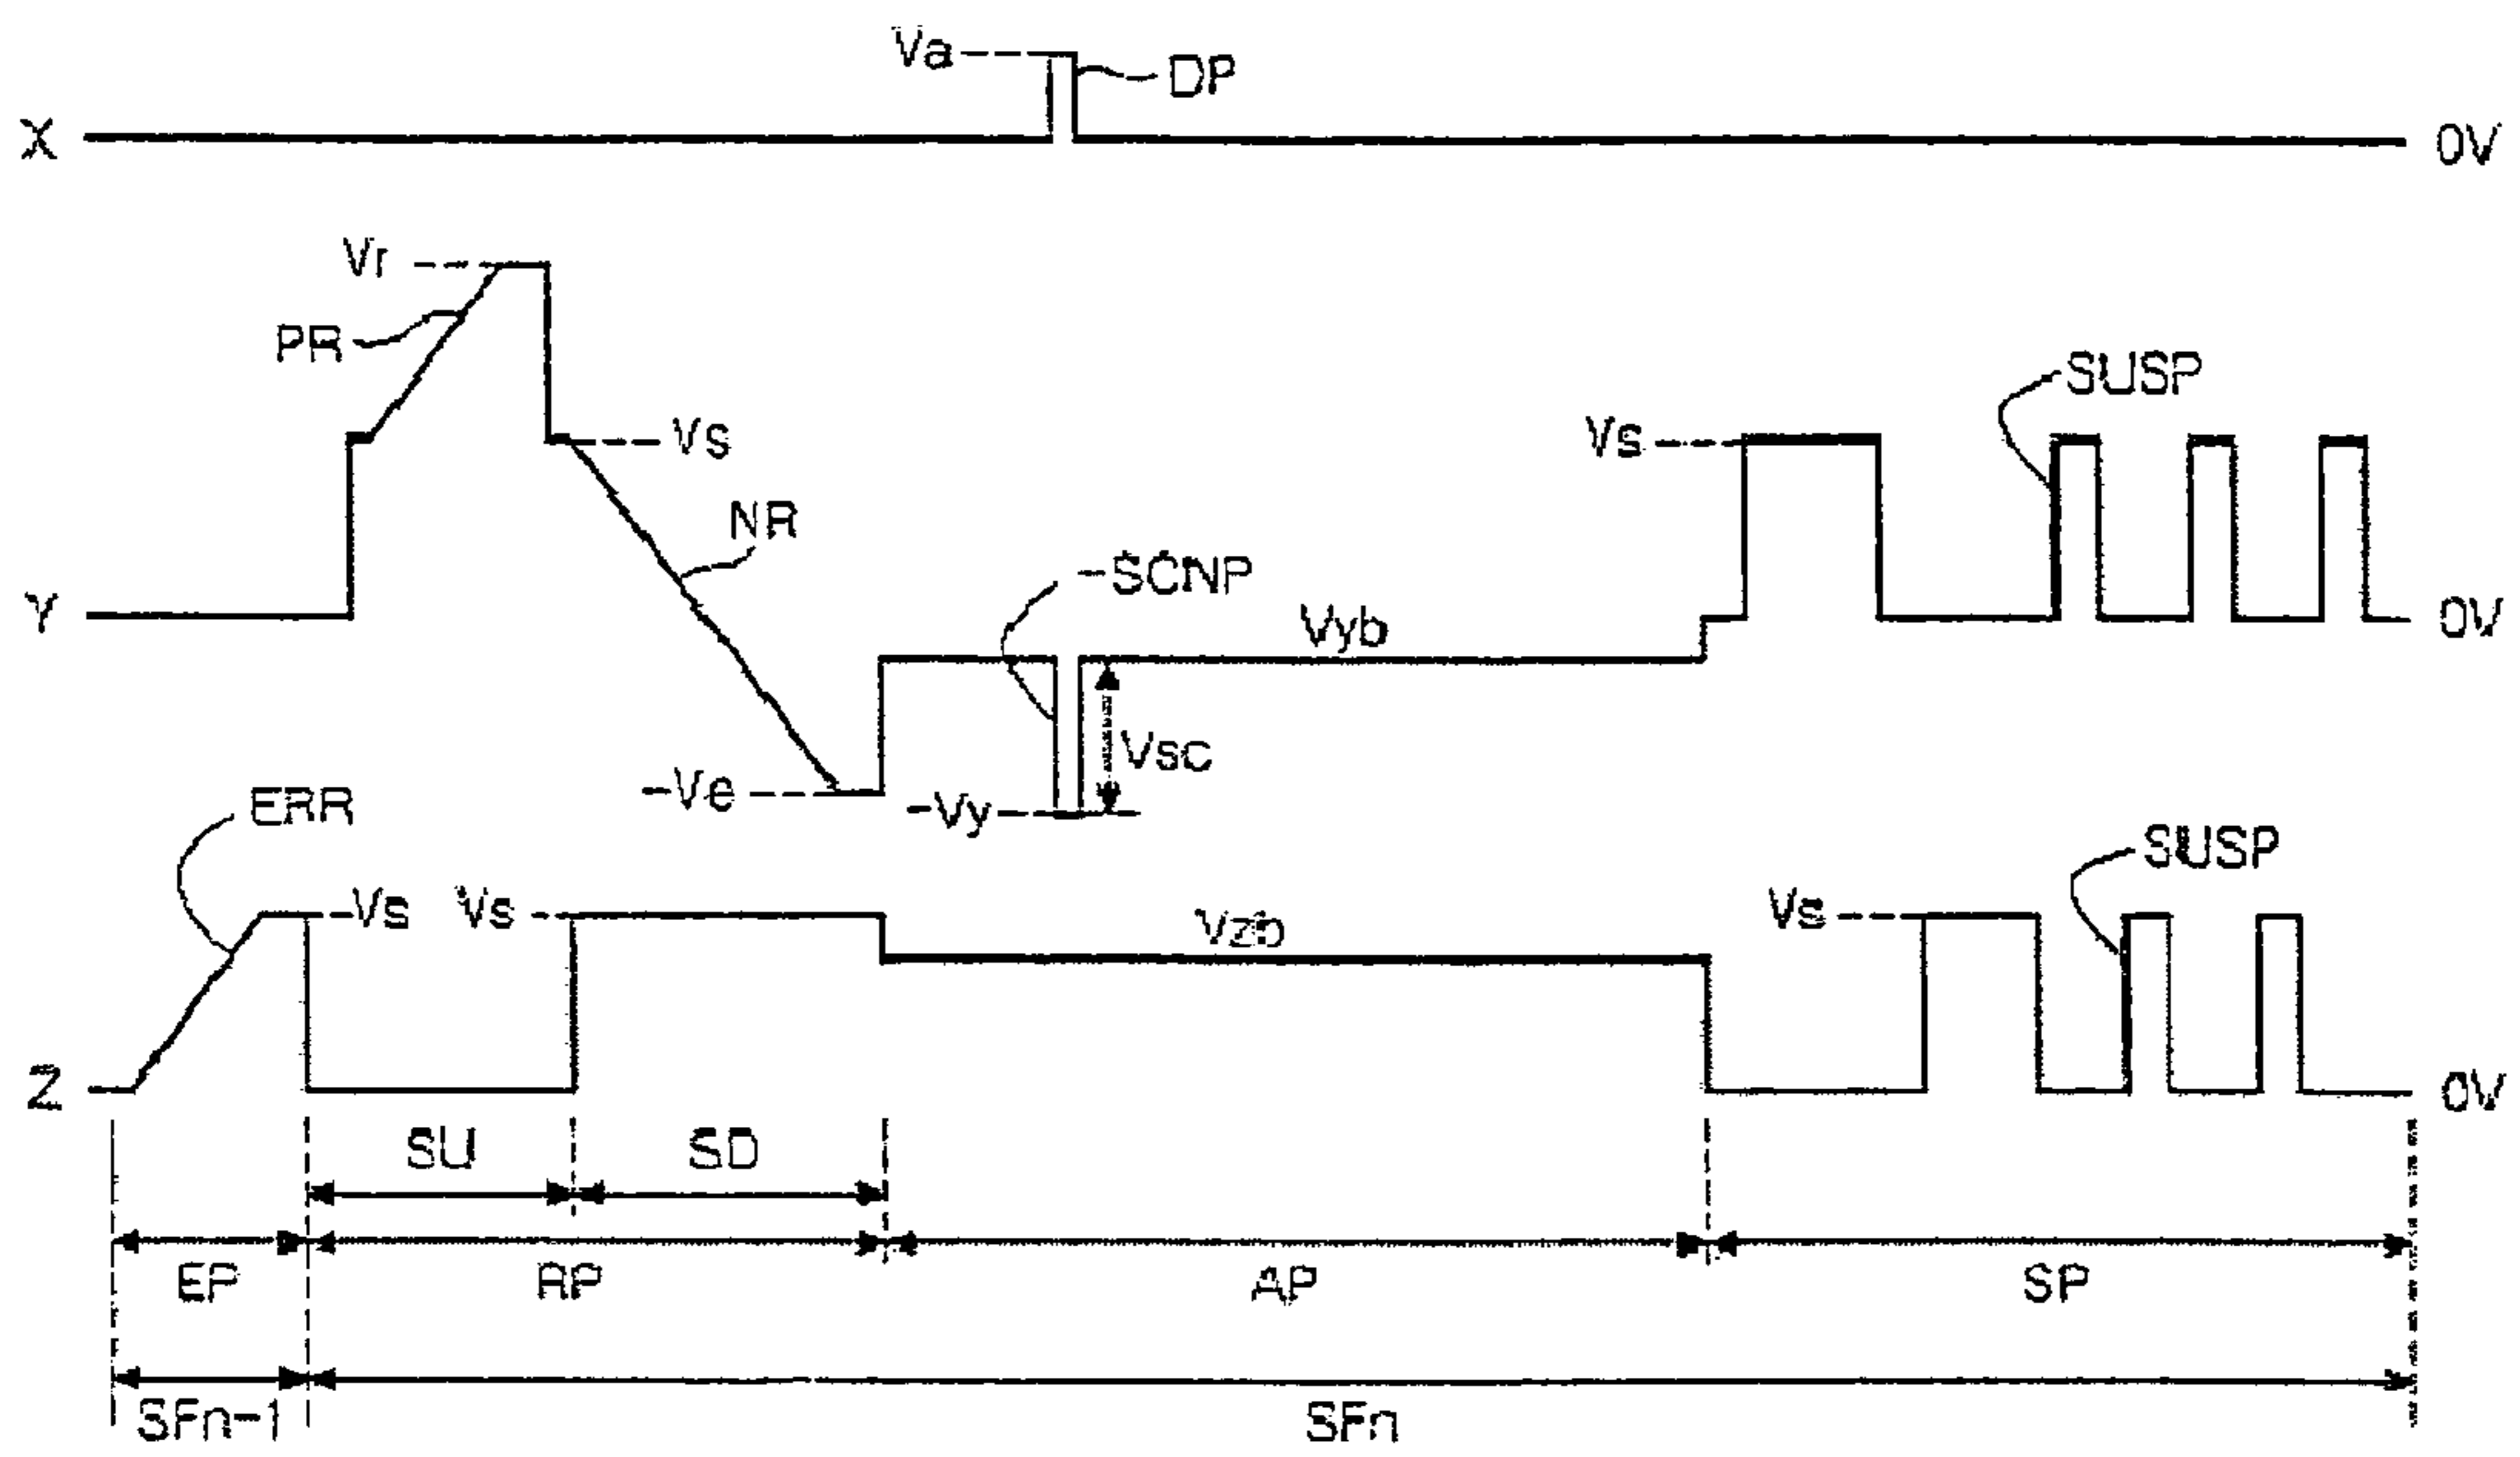 Va
DP
X
0V
Vr
PR
Vs
NR
-SCNP
Vyb
Vs
SUSP
Y
0V
Vsc
-Ve
-Vy
ERR
Vs
Vs
Vzb
Vs
SUSP
Z
0V
SU
SD
EP
RP
AP
SP
SFn-1
SFn